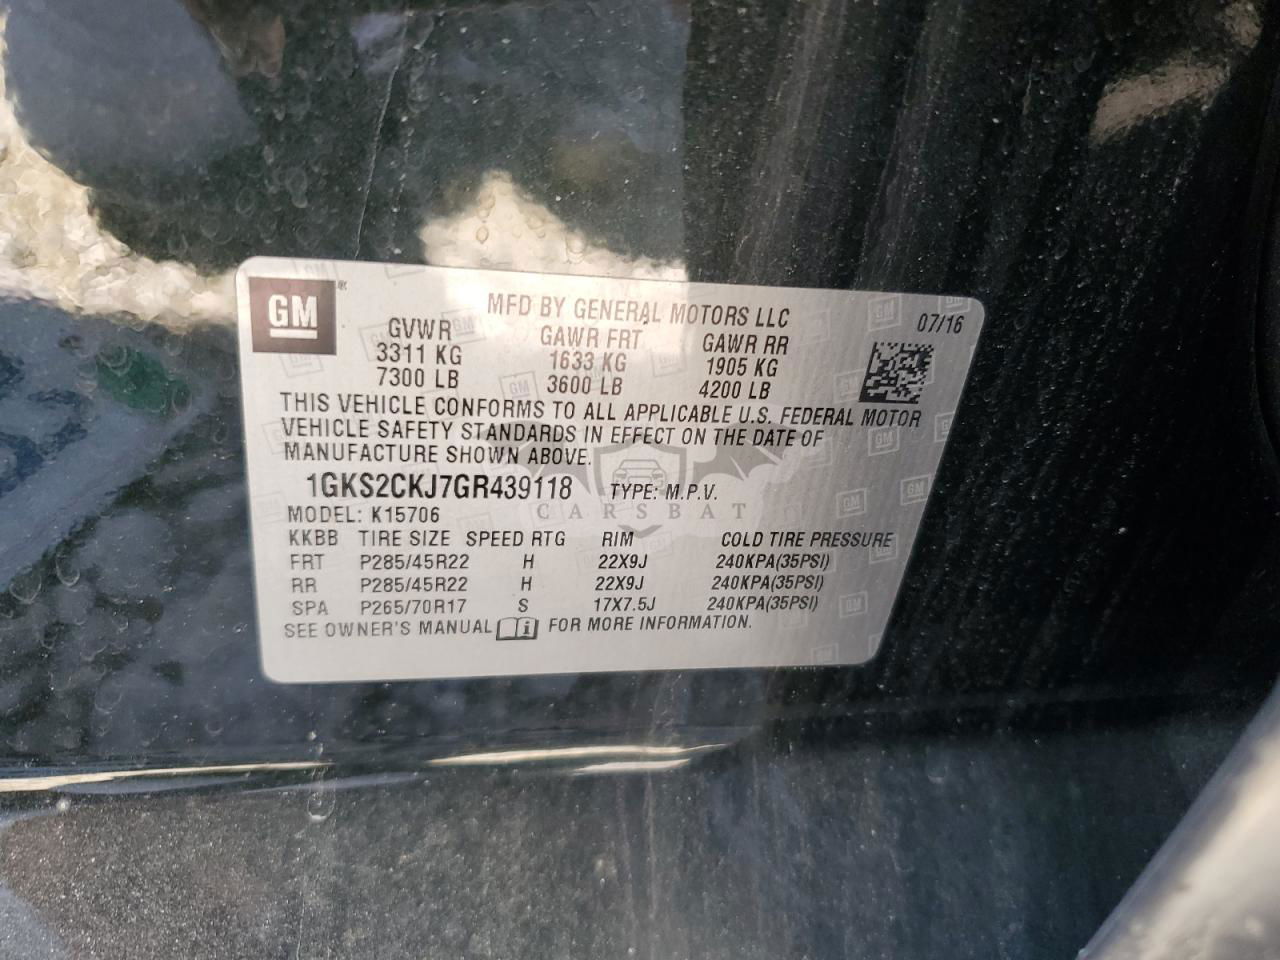 GM®
MFD BY GENERAL MOTORS LLC
07/16
GVWR GAWR FRT GAWR RR
3311 KG 1633 KG 1905 KG
7300 LB 3600 LB 4200 LB
THIS VEHICLE CONFORMS TO ALL APPLICABLE U.S. FEDERAL MOTOR
VEHICLE SAFETY STANDARDS IN EFFECT ON THE DATE OF
MANUFACTURE SHOWN ABOVE.
1GKS2CKJ7GR439118 TYPE: M.P.V.
CARSBAT
MODEL: K15706
KKBB TIRE SIZE SPEED RTG RIM COLD TIRE PRESSURE
FRT P285/45R22 H 22X9J 240KPA(35PSI)
RR P285/45R22 H 22X9J 240KPA(35PSI)
SPA P265/70R17 S 17X7.5J 240KPA(35PSI)
SEE OWNER'S MANUAL i FOR MORE INFORMATION.